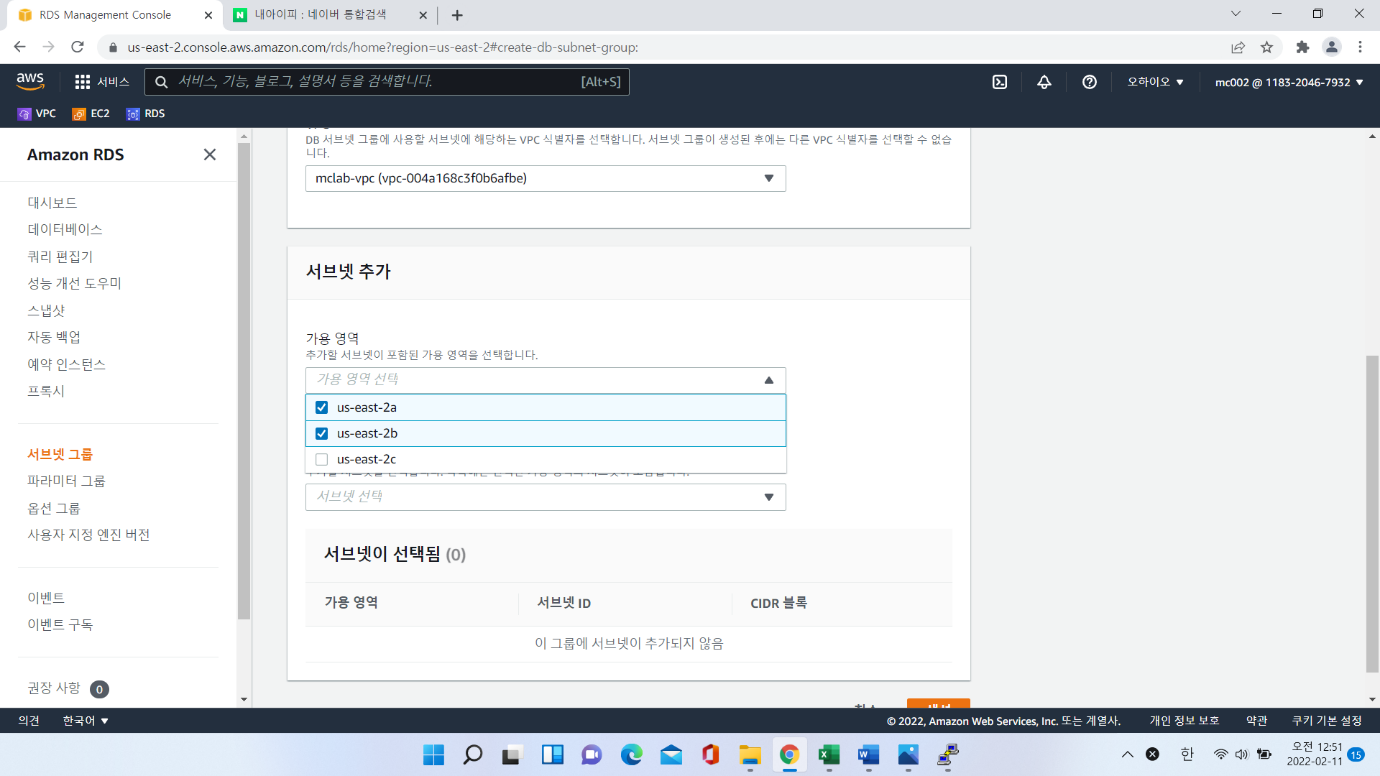 RDS Management Console
내아이피 : 네이버 통합검색
us-east-2.console.aws.amazon.com/rds/home?region=us-east-2#create-db-subnet-group:
aws
서비스
서비스, 기능, 블로그, 설명서 등을 검색합니다.
[Alt+S]
오하이오
mc002 @ 1183-2046-7932
VPC
EC2
RDS
Amazon RDS
대시보드
데이터베이스
쿼리 편집기
성능 개선 도우미
스냅샷
자동 백업
예약 인스턴스
프록시
서브넷 그룹
파라미터 그룹
옵션 그룹
사용자 지정 엔진 버전
이벤트
이벤트 구독
권장 사항 0
DB 서브넷 그룹에 사용할 서브넷에 해당하는 VPC 식별자를 선택합니다. 서브넷 그룹이 생성된 후에는 다른 VPC 식별자를 선택할 수 없습
니다.
mclab-vpc (vpc-004a168c3f0b6afbe)
서브넷 추가
가용 영역
추가할 서브넷이 포함된 가용 영역을 선택합니다.
가용 영역 선택
us-east-2a
us-east-2b
us-east-2c
서브넷 선택
서브넷이 선택됨 (0)
가용 영역
서브넷 ID
CIDR 블록
이 그룹에 서브넷이 추가되지 않음
의견
한국어
© 2022, Amazon Web Services, Inc. 또는 계열사.
개인 정보 보호
약관
쿠키 기본 설정
한
오전 12:51
2022-02-11
15